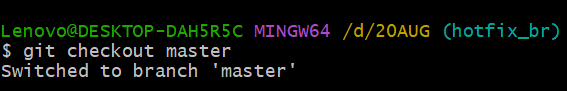 Lenovo@DESKTOP-DAH5R5C MINGW64 /d/20AUG (hotfix_br)
$ git checkout master
Switched to branch 'master'